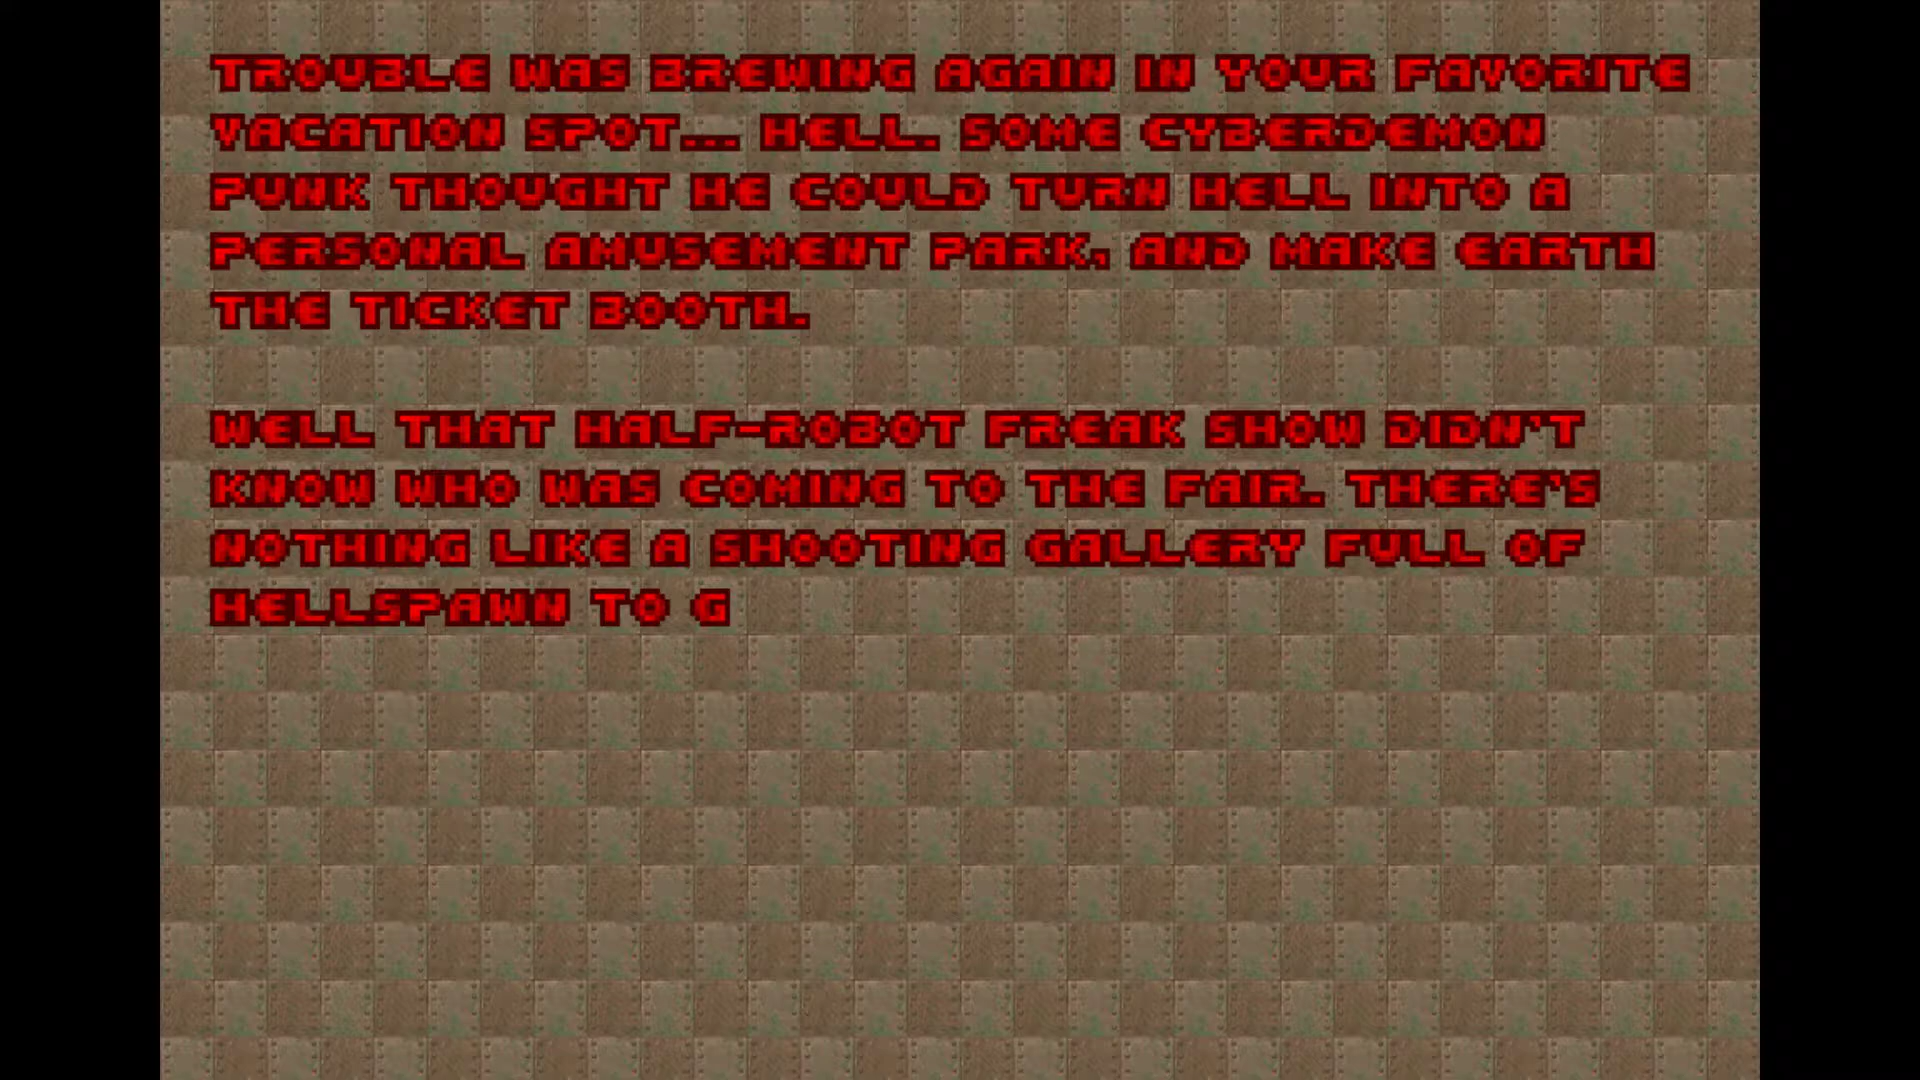 TROUBLE WAS BREWING AGAIN IN YOUR FAVORITE
VACATION SPOT... HELL. SOME CYBERDEMON
PUNK THOUGHT HE COULD TURN HELL INTO A
PERSONAL AMUSEMENT PARK, AND MAKE EARTH
THE TICKET BOOTH.
WELL THAT HALF-ROBOT FREAK SHOW DIDN'T
KNOW WHO WAS COMING TO THE FAIR. THERE'S
NOTHING LIKE A SHOOTING GALLERY FULL OF
HELLSPAWN TO G